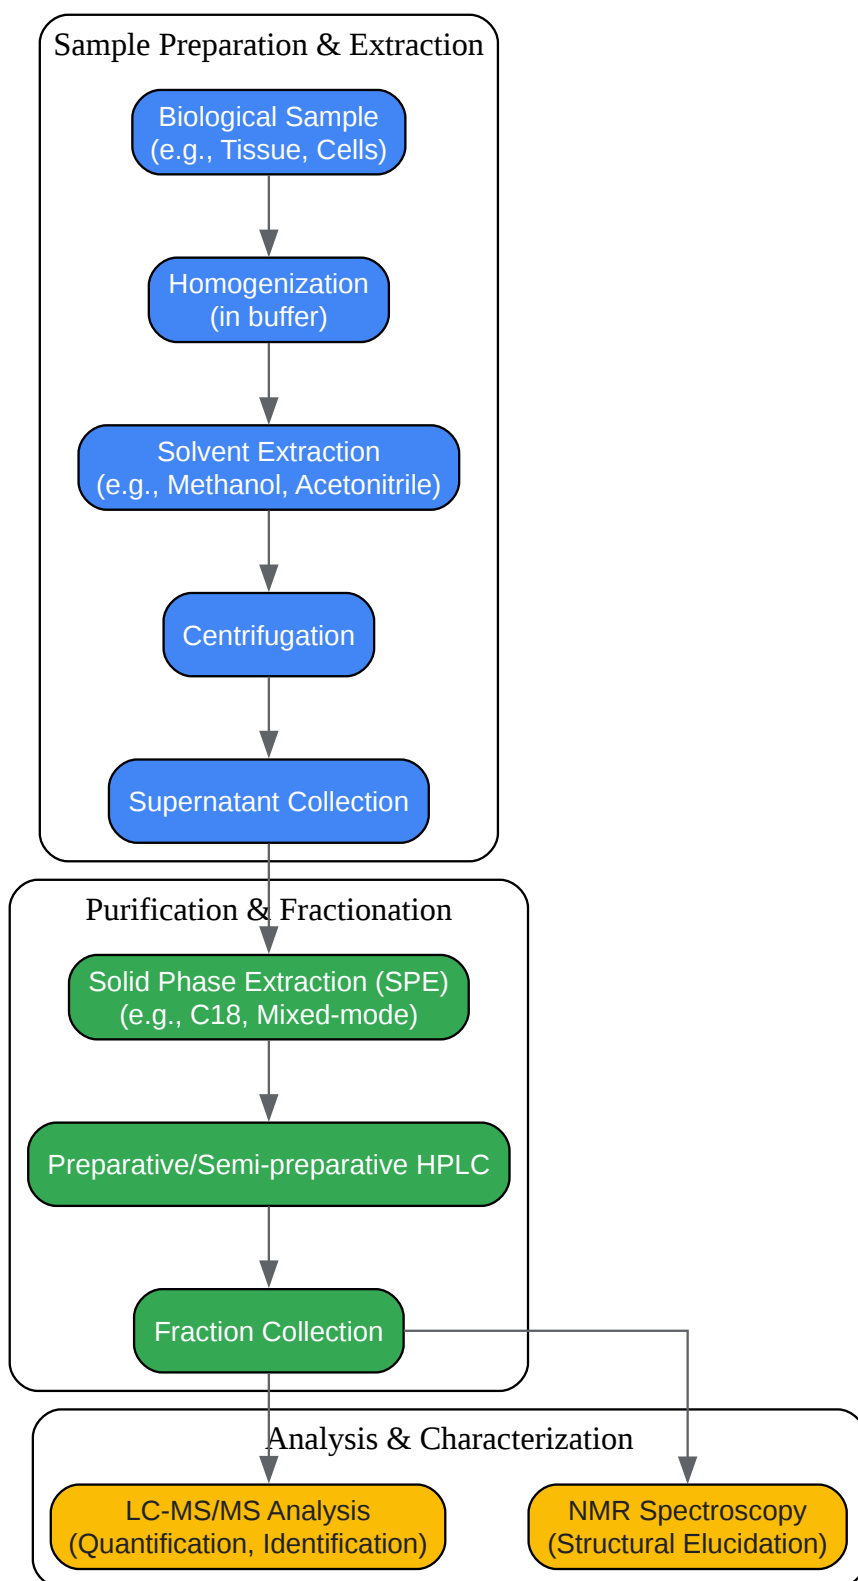 Sample Preparation & Extraction
Biological Sample
(e.g., Tissue, Cells)
Homogenization
(in buffer)
Solvent Extraction
(e.g., Methanol, Acetonitrile)
Centrifugation
Supernatant Collection
Purification & Fractionation
Solid Phase Extraction (SPE)
(e.g., C18, Mixed-mode)
Preparative/Semi-preparative HPLC
Fraction Collection
Analysis & Characterization
LC-MS/MS Analysis
(Quantification, Identification)
NMR Spectroscopy
(Structural Elucidation)